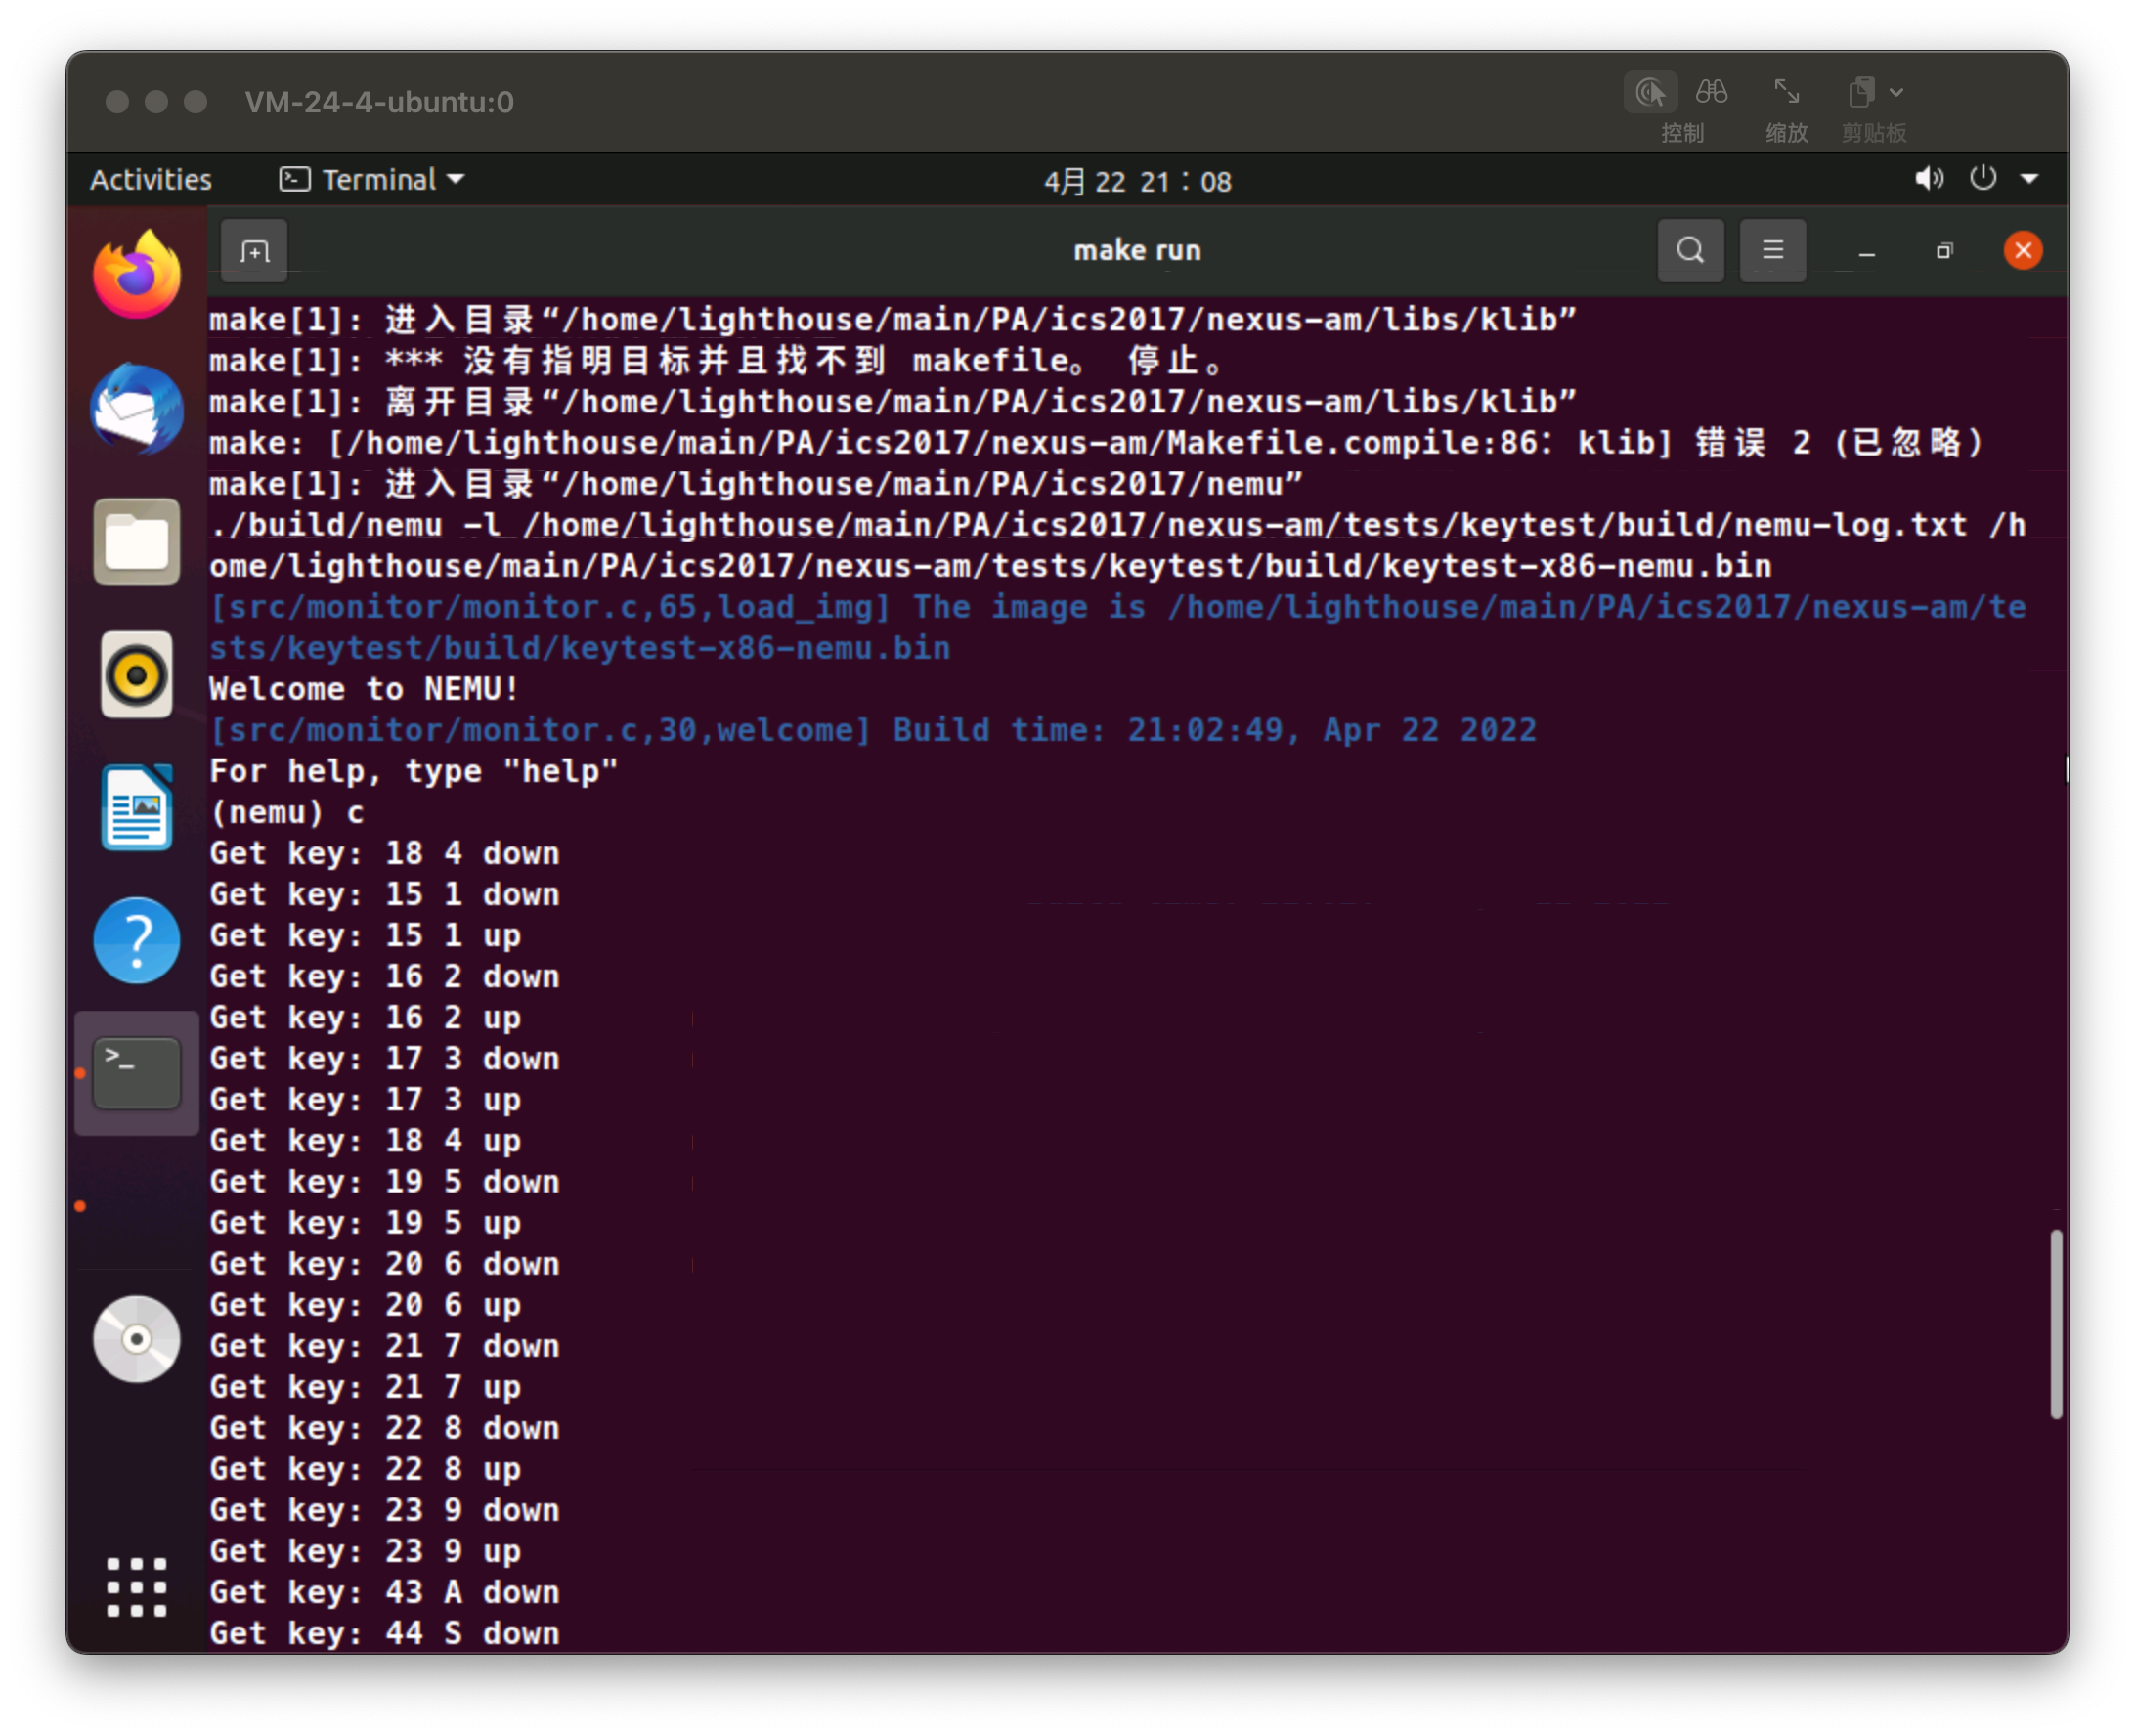 VM-24-4-ubuntu:0
控制
缩放
剪贴板
Activities
Terminal
4月 22 21：08
make run
make[1]: 进入目录“/home/lighthouse/main/PA/ics2017/nexus-am/libs/klib”
make[1]: *** 没有指明目标并且找不到 makefile。 停止。
make[1]: 离开目录“/home/lighthouse/main/PA/ics2017/nexus-am/libs/klib”
make: [/home/lighthouse/main/PA/ics2017/nexus-am/Makefile.compile:86：klib] 错误 2 (已忽略）
make[1]: 进入目录“/home/lighthouse/main/PA/ics2017/nemu”
./build/nemu -l /home/lighthouse/main/PA/ics2017/nexus-am/tests/keytest/build/nemu-log.txt /h
ome/lighthouse/main/PA/ics2017/nexus-am/tests/keytest/build/keytest-x86-nemu.bin
[src/monitor/monitor.c,65,load_img] The image is /home/lighthouse/main/PA/ics2017/nexus-am/te
sts/keytest/build/keytest-x86-nemu.bin
Welcome to NEMU!
[src/monitor/monitor.c,30,welcome] Build time: 21:02:49, Apr 22 2022
For help, type "help"
(nemu) c
Get key: 18 4 down
Get key: 15 1 down
Get key: 15 1 up
Get key: 16 2 down
Get key: 16 2 up
Get key: 17 3 down
Get key: 17 3 up
Get key: 18 4 up
Get key: 19 5 down
Get key: 19 5 up
Get key: 20 6 down
Get key: 20 6 up
Get key: 21 7 down
Get key: 21 7 up
Get key: 22 8 down
Get key: 22 8 up
Get key: 23 9 down
Get key: 23 9 up
Get key: 43 A down
Get key: 44 S down